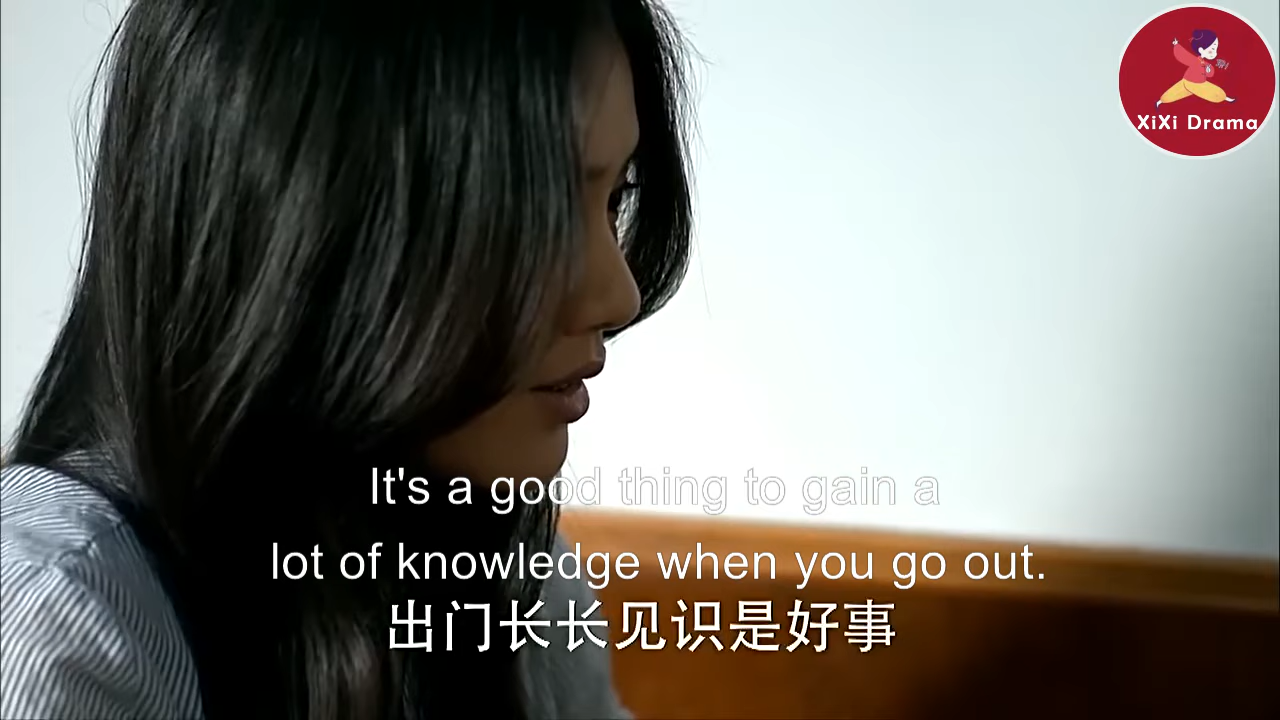 XiXi Drama
It's a good thing to gain a
lot of knowledge when you go out.
出门长长见识是好事